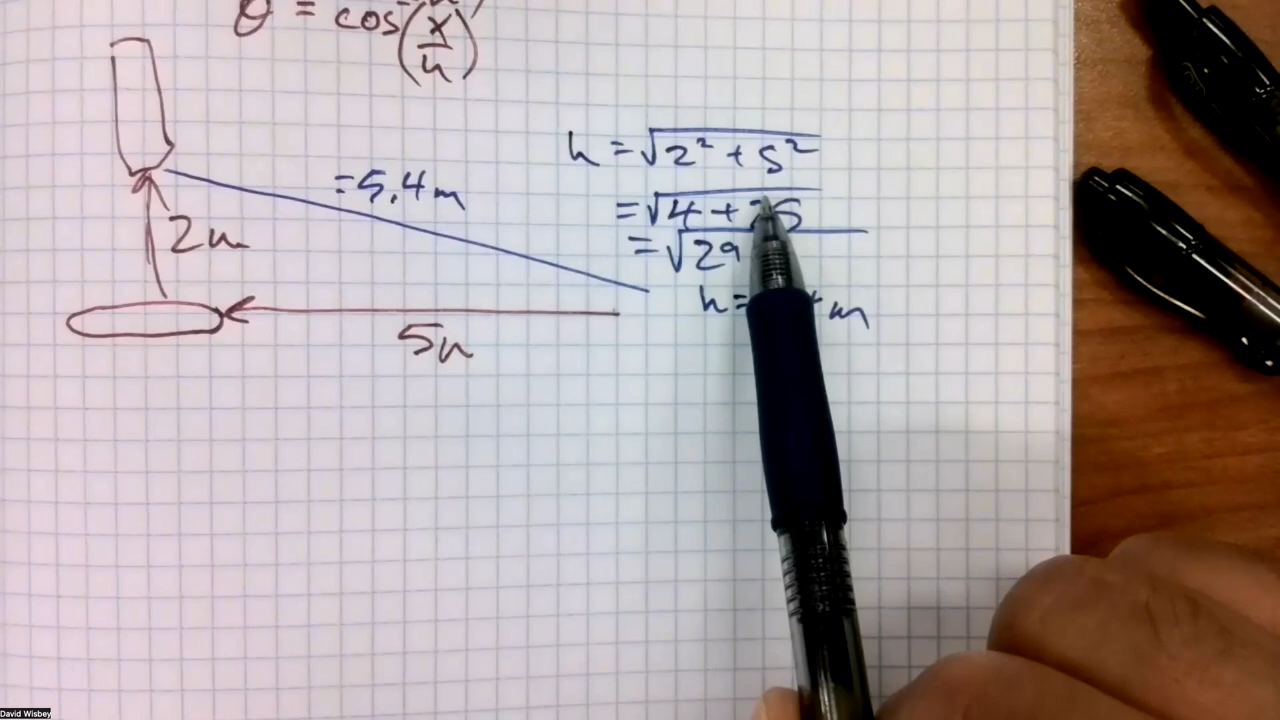 θ = cos⁻¹(x/h)
h = √2² + 5²
=5.4m
= √4 + 25
2m
= √29
h=
m
5m
David Wisbey